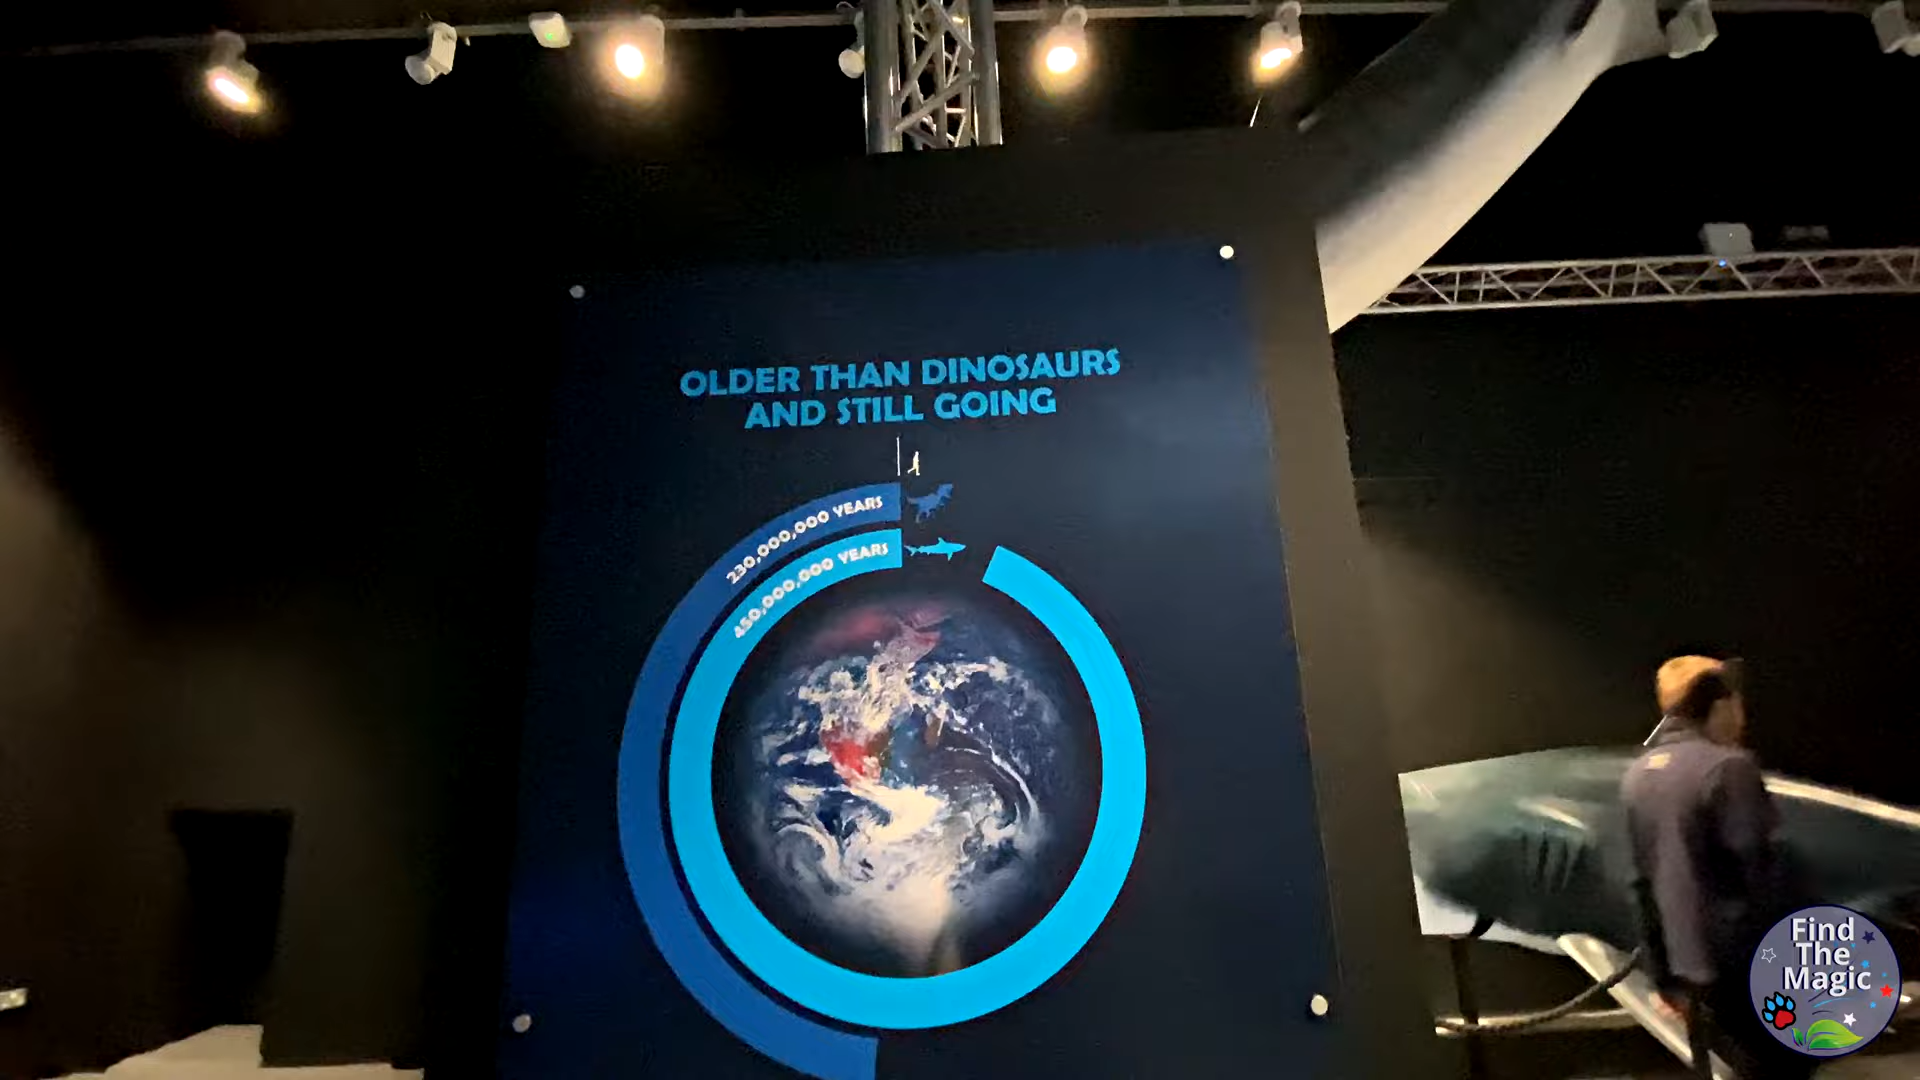 OLDER THAN DINOSAURS
AND STILL GOING
230,000,000 YEARS
450,000,000 YEARS
Find
The
Magic